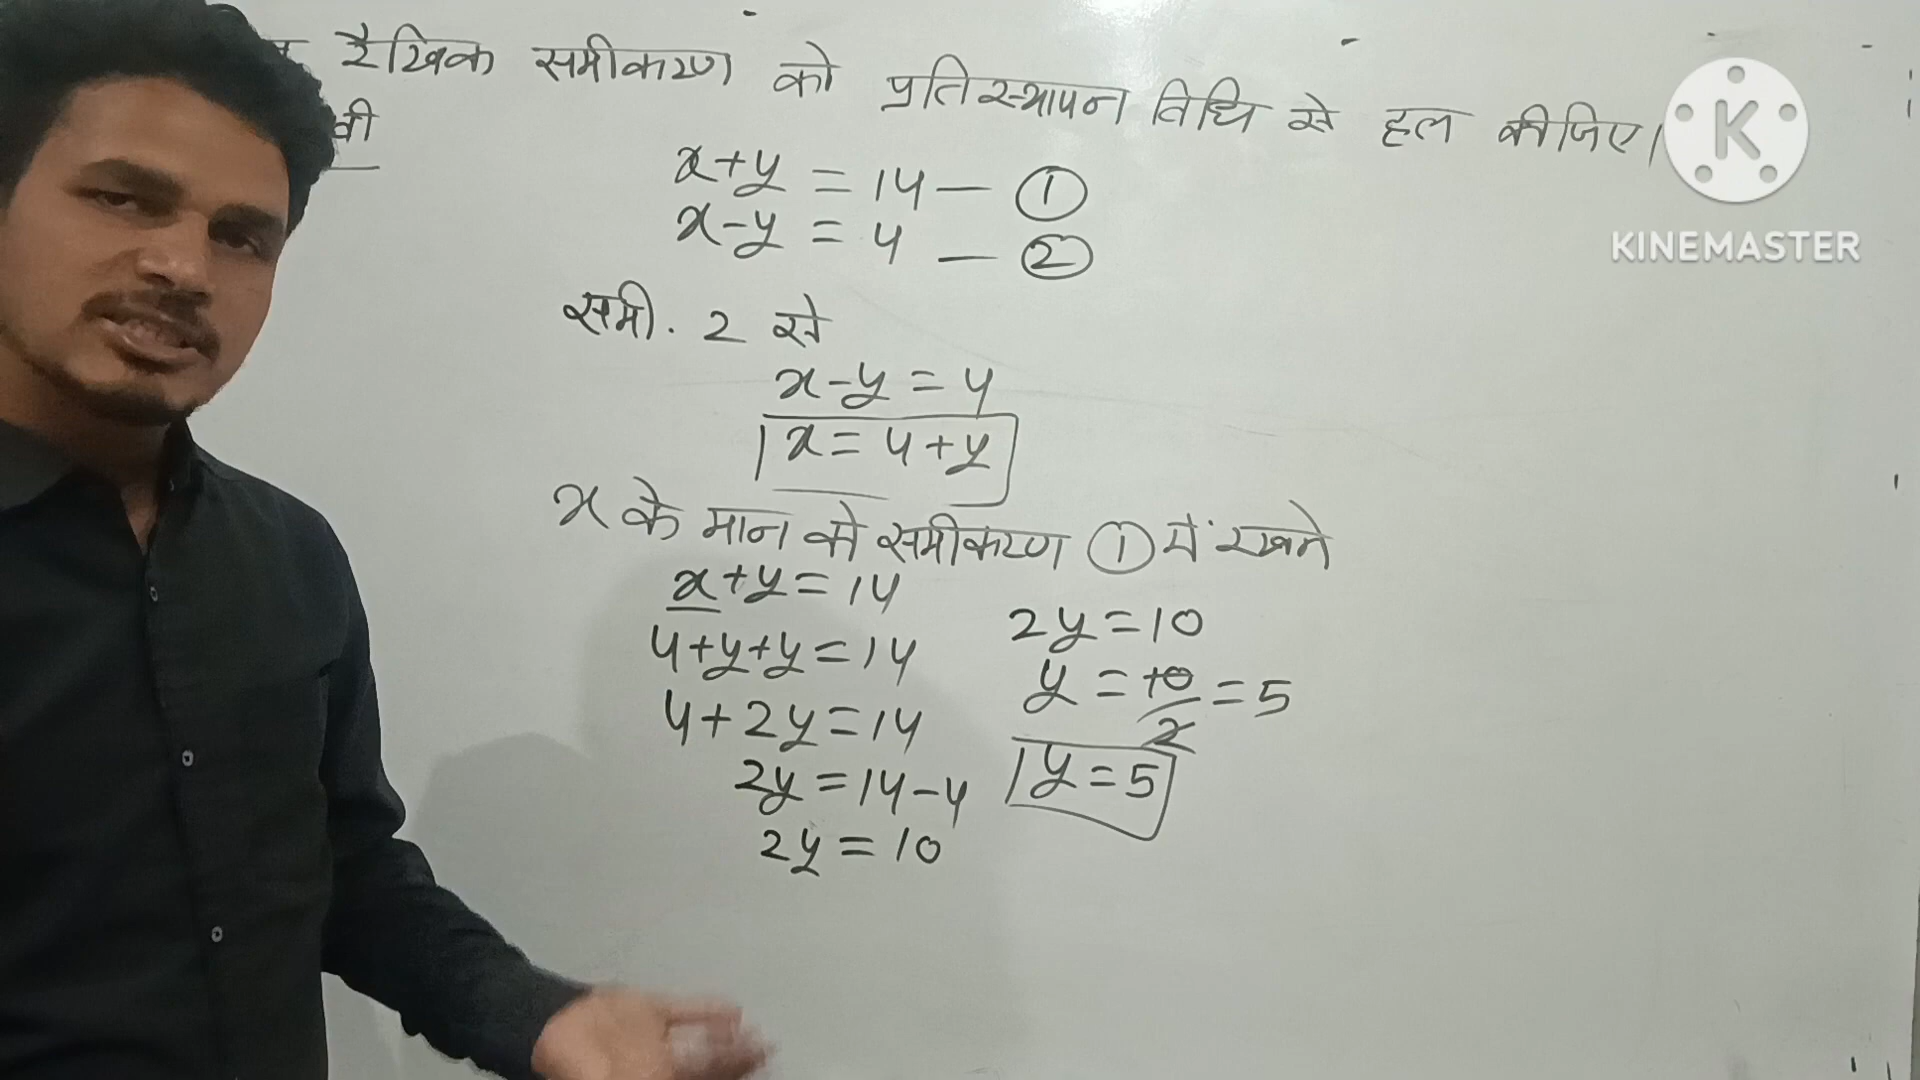 रैखिक समीकरण को प्रतिस्थापन विधि से हल कीजिए।
वी
x+y = 14 — ①
x-y = 4 — ②
समी. 2 से
x-y = 4
x = 4+y
x के मान को समीकरण ① में रखने
x+y = 14
4+y+y = 14
4+2y = 14
2y = 14-4
2y = 10
2y = 10
y = 10/2 = 5
y = 5
K
KINEMASTER